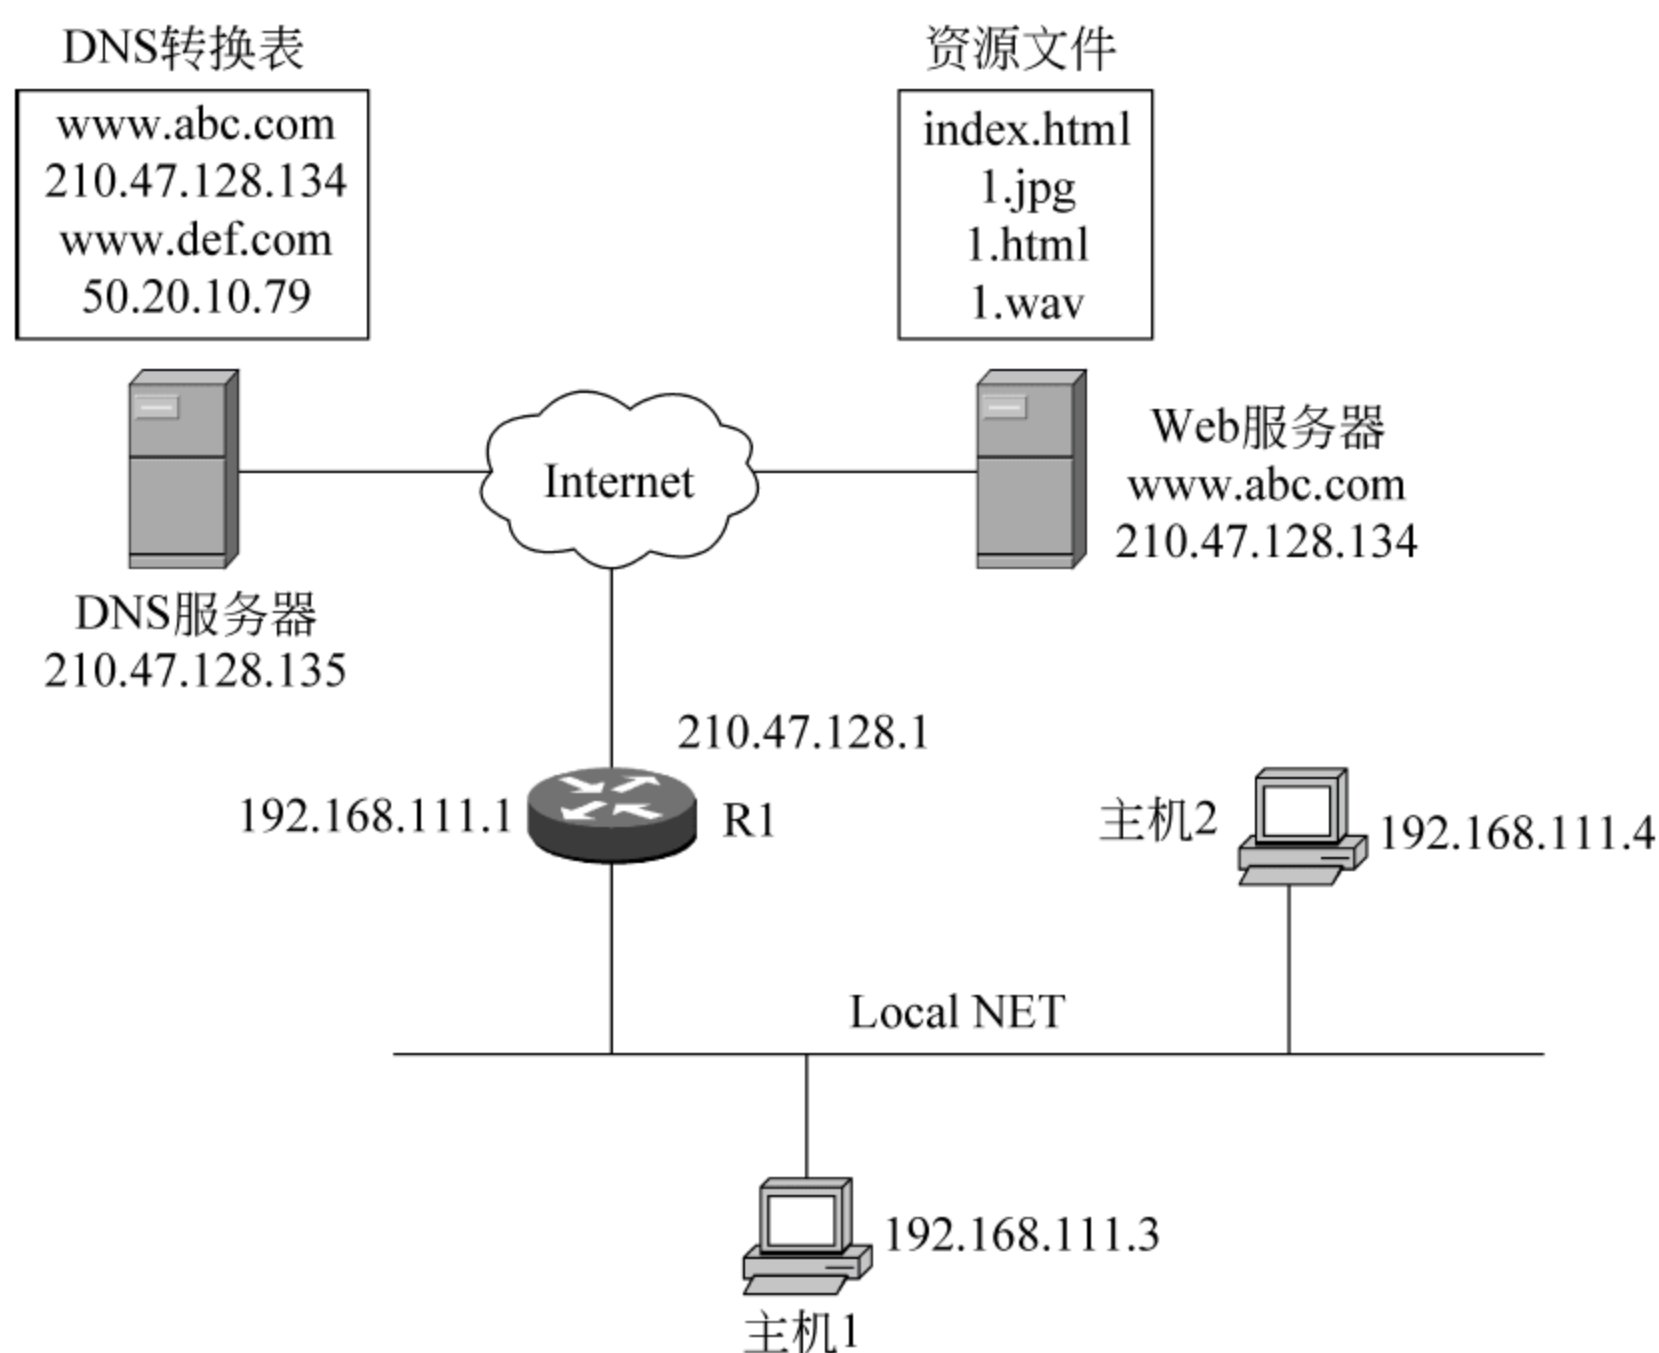 DNS转换表
www.abc.com
210.47.128.134
www.def.com
50.20.10.79
资源文件
index.html
1.jpg
1.html
1.wav
Internet
Web服务器
www.abc.com
210.47.128.134
DNS服务器
210.47.128.135
210.47.128.1
192.168.111.1
R1
主机2
192.168.111.4
Local NET
192.168.111.3
主机1